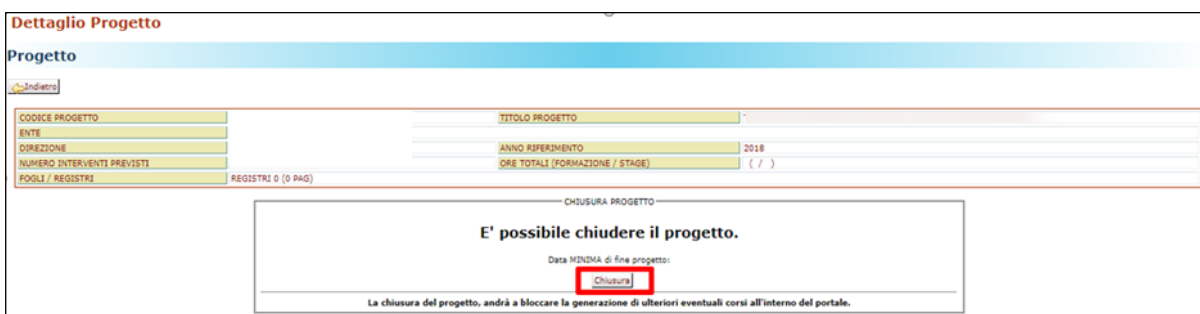 Dettaglio Progetto
Progetto
Indietro
CODICE PROGETTO TITOLO PROGETTO
ENTE
DIREZIONE ANNO RIFERIMENTO 2018
NUMERO INTERVENTI PREVISTI ORE TOTALI (FORMAZIONE / STAGE) ( / )
FOGLI / REGISTRI REGISTRI 0 (0 PAG)
CHIUSURA PROGETTO
E' possibile chiudere il progetto.
Data MINIMA di fine progetto:
Chiusura
La chiusura del progetto, andrà a bloccare la generazione di ulteriori eventuali corsi all'interno del portale.